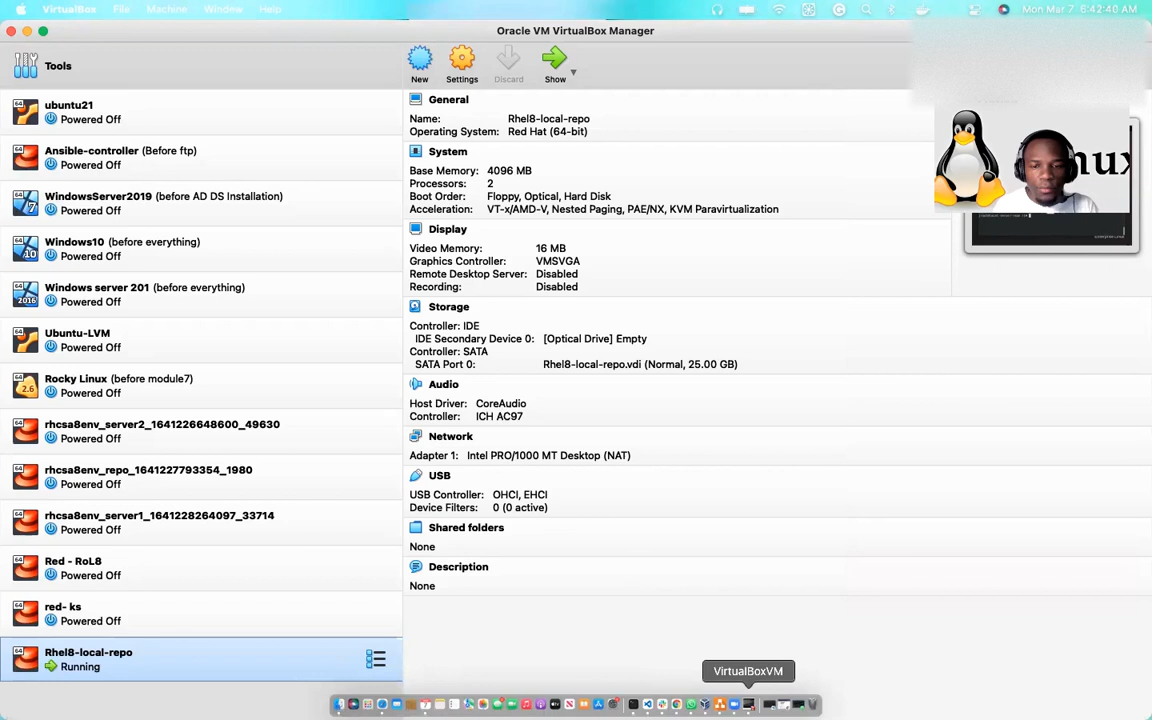 VirtualBox File Machine Window Help Mon Mar 7 6:42:40 AM
Oracle VM VirtualBox Manager
Tools
New Settings Discard Show
ubuntu21
Powered Off
Ansible-controller (Before ftp)
Powered Off
WindowsServer2019 (before AD DS Installation)
Powered Off
Windows10 (before everything)
Powered Off
Windows server 201 (before everything)
Powered Off
Ubuntu-LVM
Powered Off
Rocky Linux (before module7)
Powered Off
rhcsa8env_server2_1641226648600_49630
Powered Off
rhcsa8env_repo_1641227793354_1980
Powered Off
rhcsa8env_server1_1641228264097_33714
Powered Off
Red - RoL8
Powered Off
red- ks
Powered Off
Rhel8-local-repo
Running
General
Name: Rhel8-local-repo
Operating System: Red Hat (64-bit)
System
Base Memory: 4096 MB
Processors: 2
Boot Order: Floppy, Optical, Hard Disk
Acceleration: VT-x/AMD-V, Nested Paging, PAE/NX, KVM Paravirtualization
Display
Video Memory: 16 MB
Graphics Controller: VMSVGA
Remote Desktop Server: Disabled
Recording: Disabled
Storage
Controller: IDE
IDE Secondary Device 0: [Optical Drive] Empty
Controller: SATA
SATA Port 0: Rhel8-local-repo.vdi (Normal, 25.00 GB)
Audio
Host Driver: CoreAudio
Controller: ICH AC97
Network
Adapter 1: Intel PRO/1000 MT Desktop (NAT)
USB
USB Controller: OHCI, EHCI
Device Filters: 0 (0 active)
Shared folders
None
Description
None
VirtualBoxVM